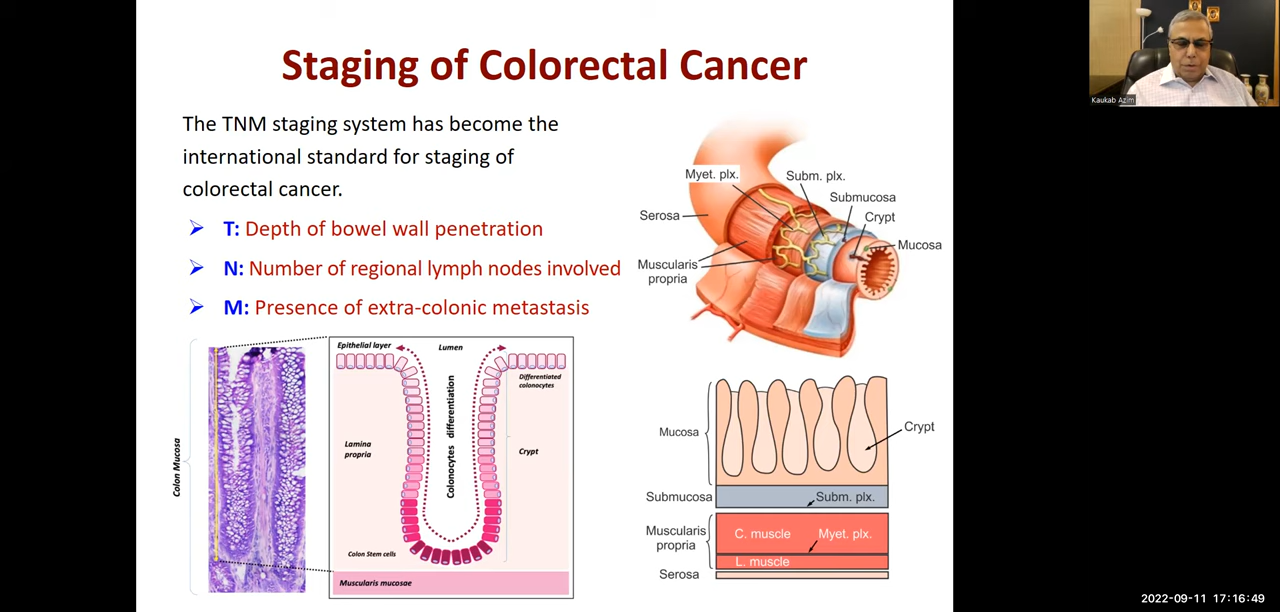 Staging of Colorectal Cancer
The TNM staging system has become the
international standard for staging of
colorectal cancer.
T: Depth of bowel wall penetration
N: Number of regional lymph nodes involved
M: Presence of extra-colonic metastasis
Myet. plx.
Subm. plx.
Submucosa
Crypt
Serosa
Mucosa
Muscularis
propria
Colon Mucosa
Epithelial layer
Lumen
Differentiated
colonocytes
Colonocytes differentiation
Lamina
propria
Crypt
Colon Stem cells
Muscularis mucosae
Mucosa
Crypt
Submucosa
Subm. plx.
Muscularis
propria
C. muscle
Myet. plx.
L. muscle
Serosa
Kaukab Azim
2022-09-11 17:16:49